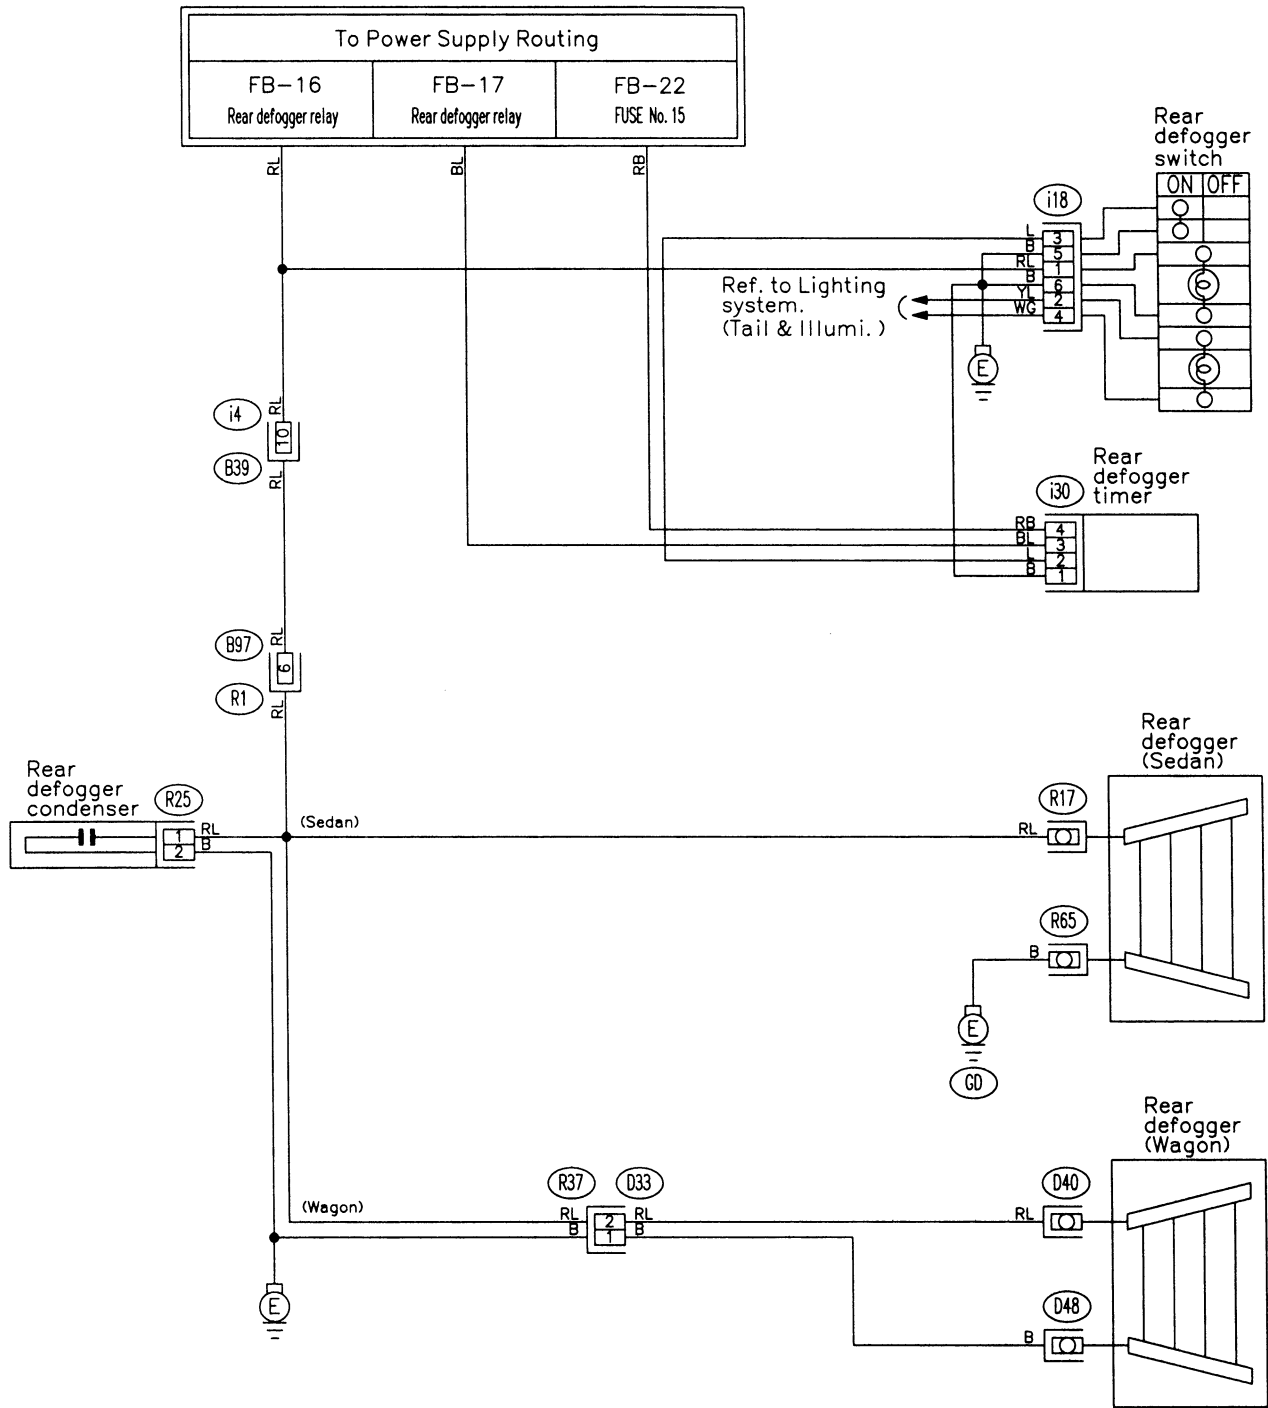 To Power Supply Routing
FB-16
Rear defogger relay
FB-17
Rear defogger relay
FB-22
FUSE No. 15
RL
BL
RB
Rear
defogger
switch
ON OFF
i18
L 3
B 5
RL 1
B 6
YL 2
WG 4
Ref. to Lighting
system.
(Tail & Illumi.)
E
i4
RL
10
B39
RL
Rear
defogger
timer
i30
RB 4
BL 3
L 2
B 1
B97
RL
6
R1
RL
Rear
defogger
condenser
R25
1 RL
2 B
(Sedan)
Rear
defogger
(Sedan)
R17
RL
R65
B
E
GD
Rear
defogger
(Wagon)
(Wagon)
R37 D33
RL 2 RL
B 1 B
D40
RL
E
D48
B